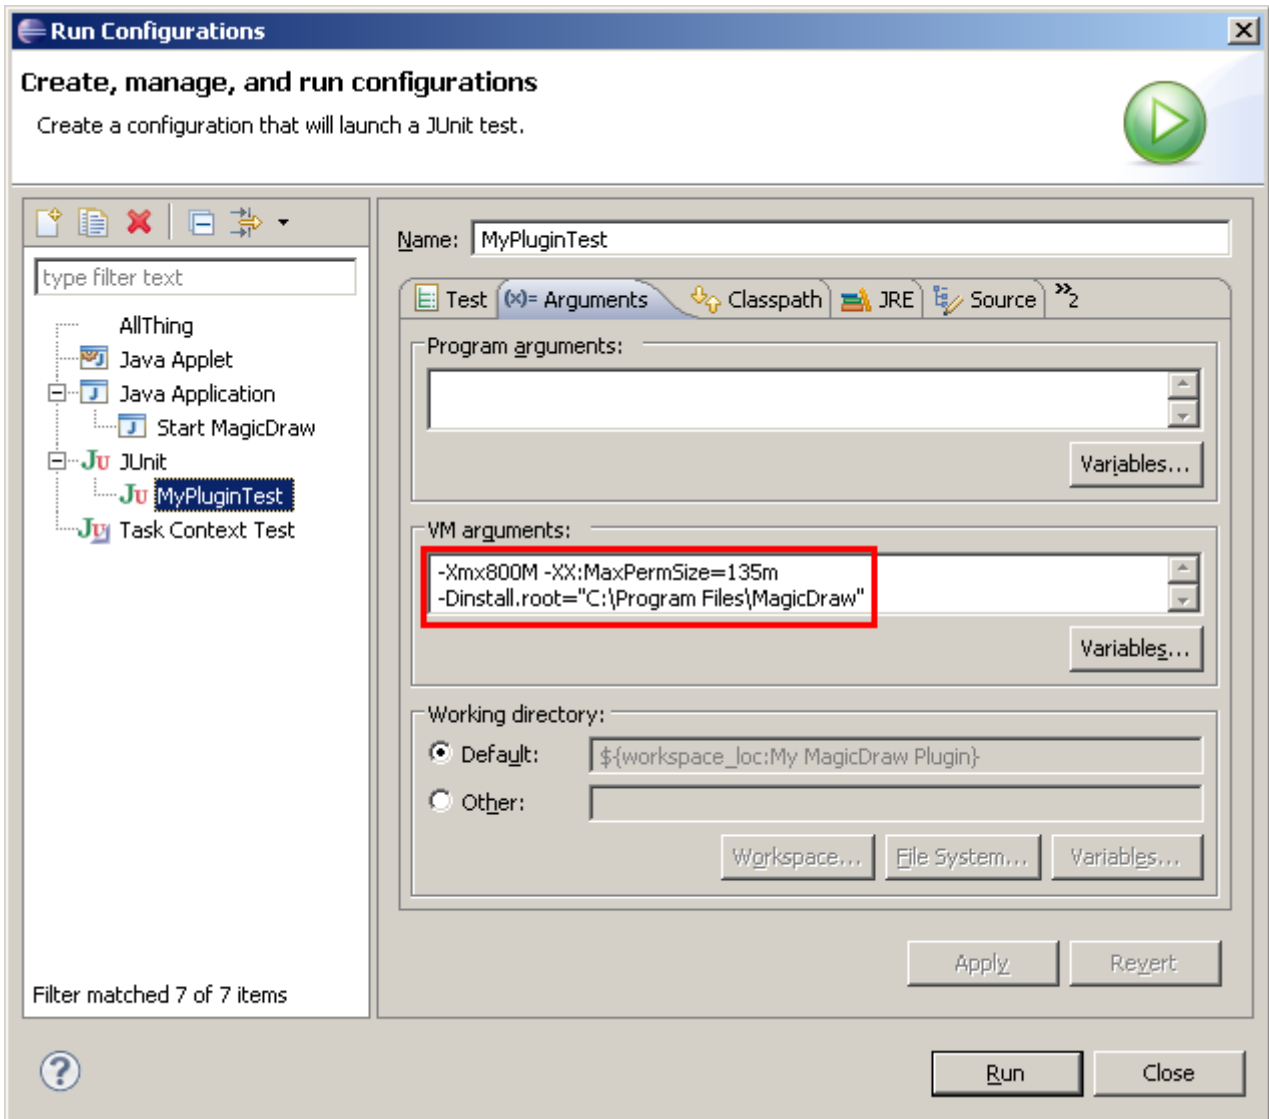 Run Configurations
Create, manage, and run configurations
Create a configuration that will launch a JUnit test.
type filter text
AllThing
Java Applet
Java Application
Start MagicDraw
JUnit
MyPluginTest
Task Context Test
Filter matched 7 of 7 items
Name: MyPluginTest
Test (x)= Arguments Classpath JRE Source »2
Program arguments:
Variables...
VM arguments:
-Xmx800M -XX:MaxPermSize=135m
-Dinstall.root="C:\Program Files\MagicDraw"
Variables...
Working directory:
Default: ${workspace_loc:My MagicDraw Plugin}
Other:
Workspace... File System... Variables...
Apply Revert
Run Close